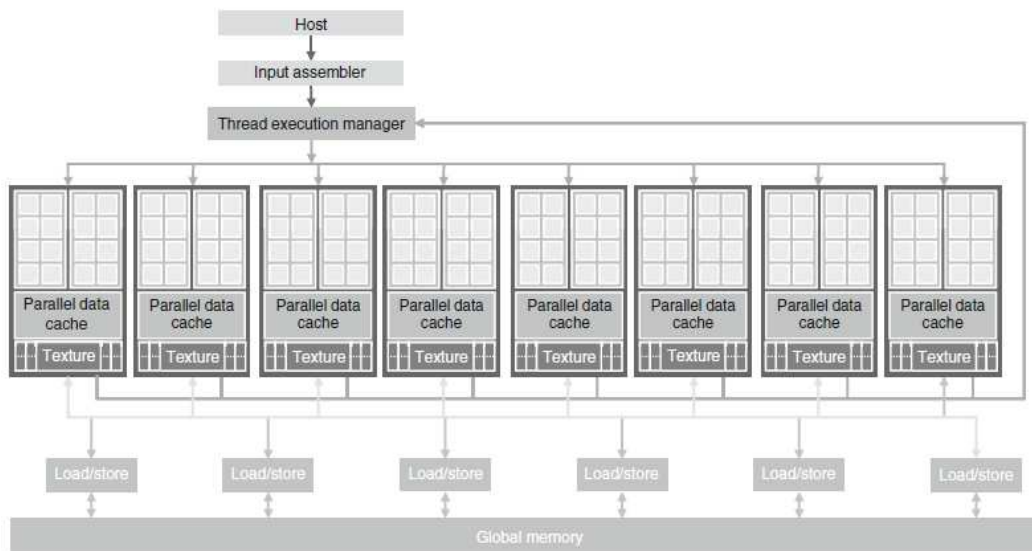 Host
Input assembler
Thread execution manager
Parallel data
cache
Parallel data
cache
Parallel data
cache
Parallel data
cache
Parallel data
cache
Parallel data
cache
Parallel data
cache
Parallel data
cache
Texture
Texture
Texture
Texture
Texture
Texture
Texture
Texture
Load/store
Load/store
Load/store
Load/store
Load/store
Load/store
Global memory